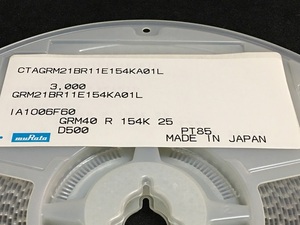 CTAGRM21BR11E154KA01L
3,000
GRM21BR11E154KA01L
IA1006F60
GRM40 R 154K 25
D500 PT85
muRata MADE IN JAPAN